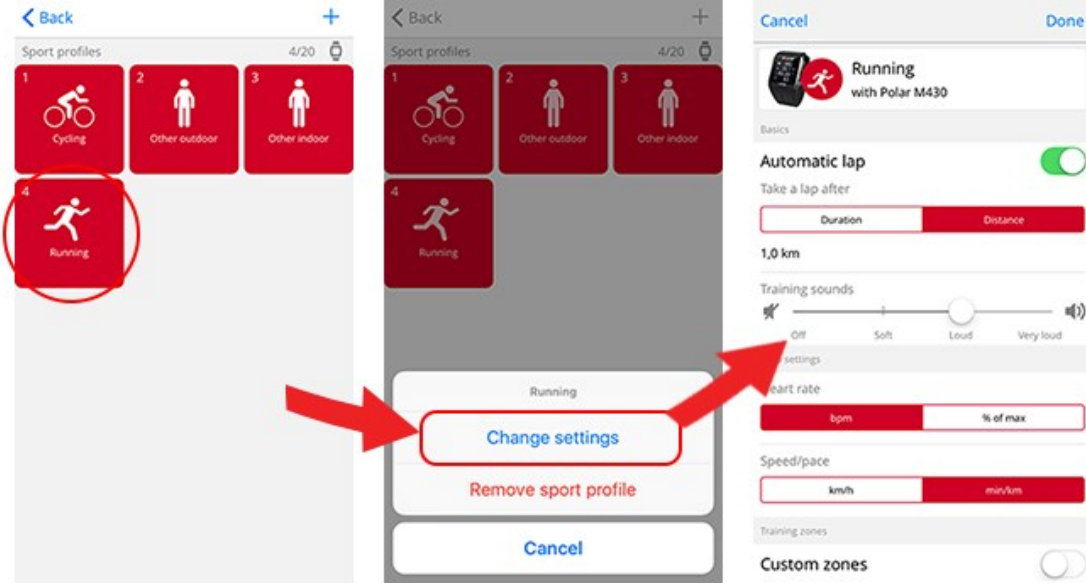 Back +
Sport profiles 4/20
1 2 3
Cycling Other outdoor Other indoor
4
Running
Back +
Sport profiles 4/20
1 2 3
Cycling Other outdoor Other indoor
4
Running
Running
Change settings
Remove sport profile
Cancel
Cancel Done
Running
with Polar M430
Basics
Automatic lap
Take a lap after
Duration Distance
1,0 km
Training sounds
Off Soft Loud Very loud
settings
Heart rate
bpm % of max
Speed/pace
km/h min/km
Training zones
Custom zones